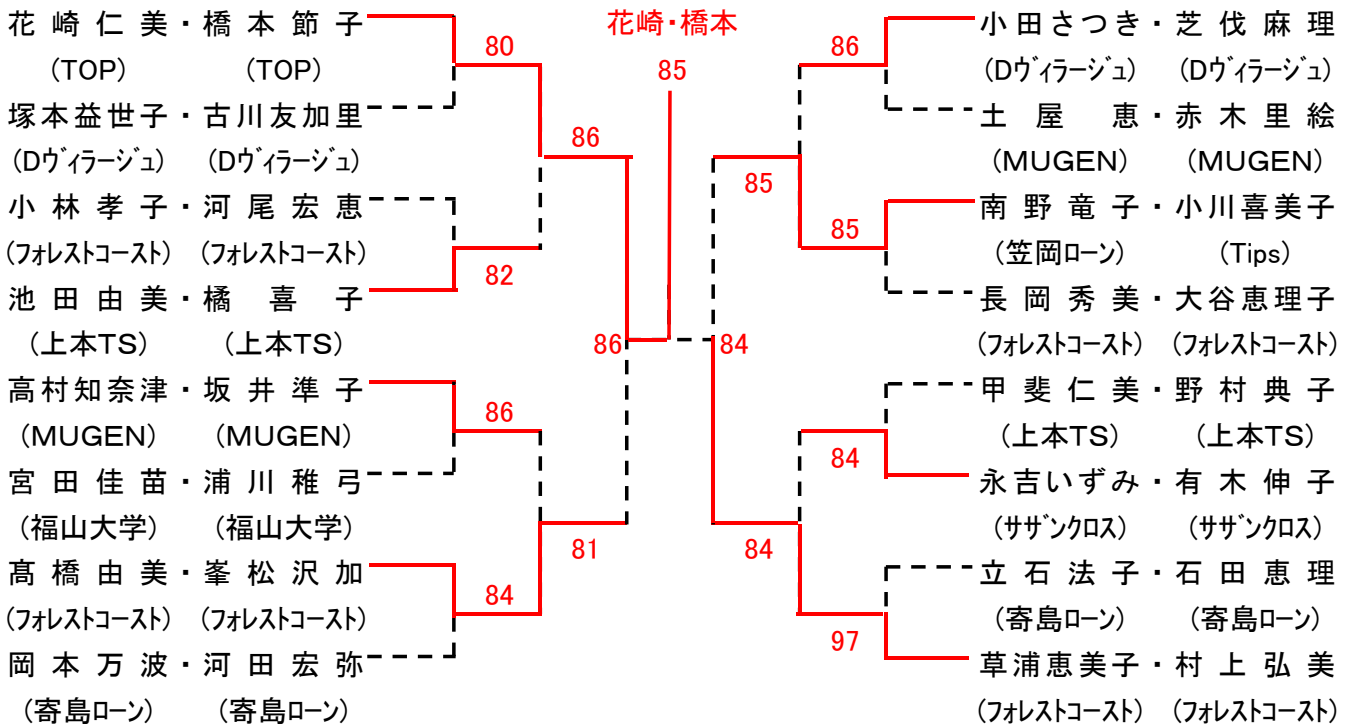 花崎仁美・橋本節子
(TOP) (TOP)
80
塚本益世子・古川友加里
(Dヴィラージュ) (Dヴィラージュ)
86
小林孝子・河尾宏恵
(フォレストコースト) (フォレストコースト)
82
池田由美・橘喜子
(上本TS) (上本TS)
86
高村知奈津・坂井準子
(MUGEN) (MUGEN)
86
宮田佳苗・浦川稚弓
(福山大学) (福山大学)
81
髙橋由美・峯松沢加
(フォレストコースト) (フォレストコースト)
84
岡本万波・河田宏弥
(寄島ローン) (寄島ローン)
花崎・橋本
85
小田さつき・芝伐麻理
(Dヴィラージュ) (Dヴィラージュ)
86
土屋恵・赤木里絵
(MUGEN) (MUGEN)
85
南野竜子・小川喜美子
(笠岡ローン) (Tips)
85
長岡秀美・大谷恵理子
(フォレストコースト) (フォレストコースト)
84
甲斐仁美・野村典子
(上本TS) (上本TS)
84
永吉いずみ・有木伸子
(サザンクロス) (サザンクロス)
84
立石法子・石田恵理
(寄島ローン) (寄島ローン)
97
草浦恵美子・村上弘美
(フォレストコースト) (フォレストコースト)